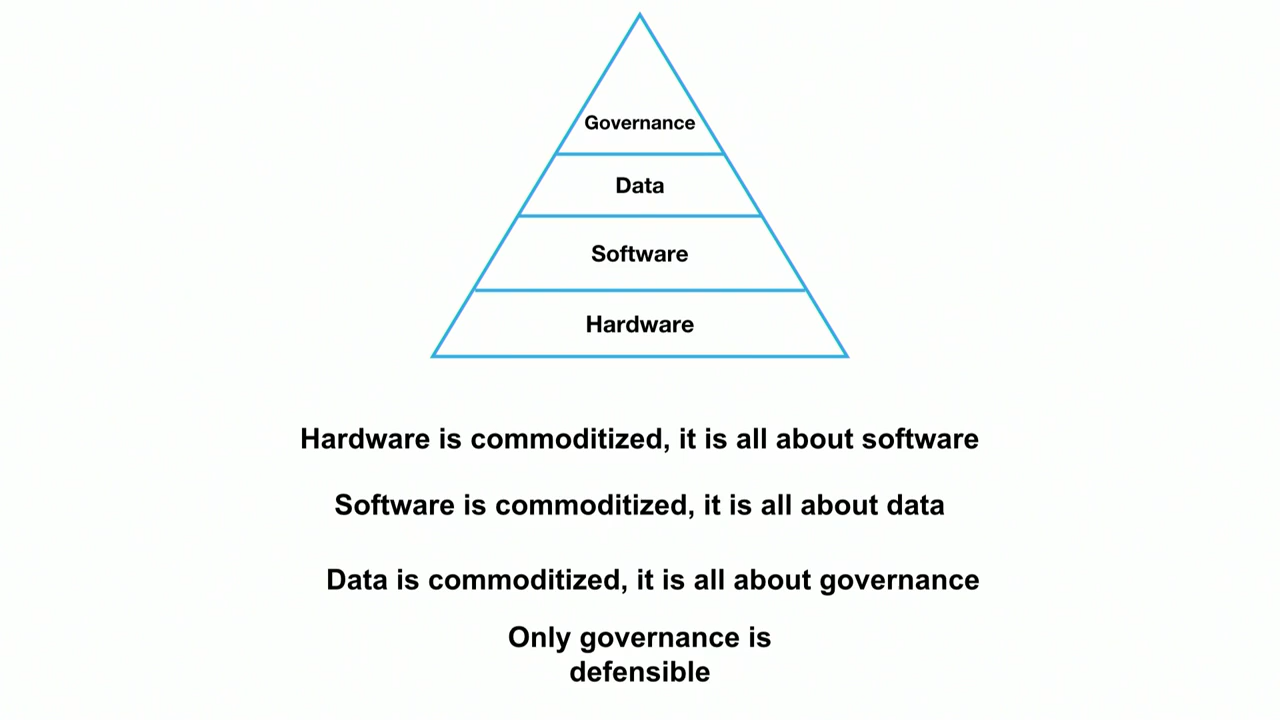 Governance
Data
Software
Hardware
Hardware is commoditized, it is all about software
Software is commoditized, it is all about data
Data is commoditized, it is all about governance
Only governance is
defensible